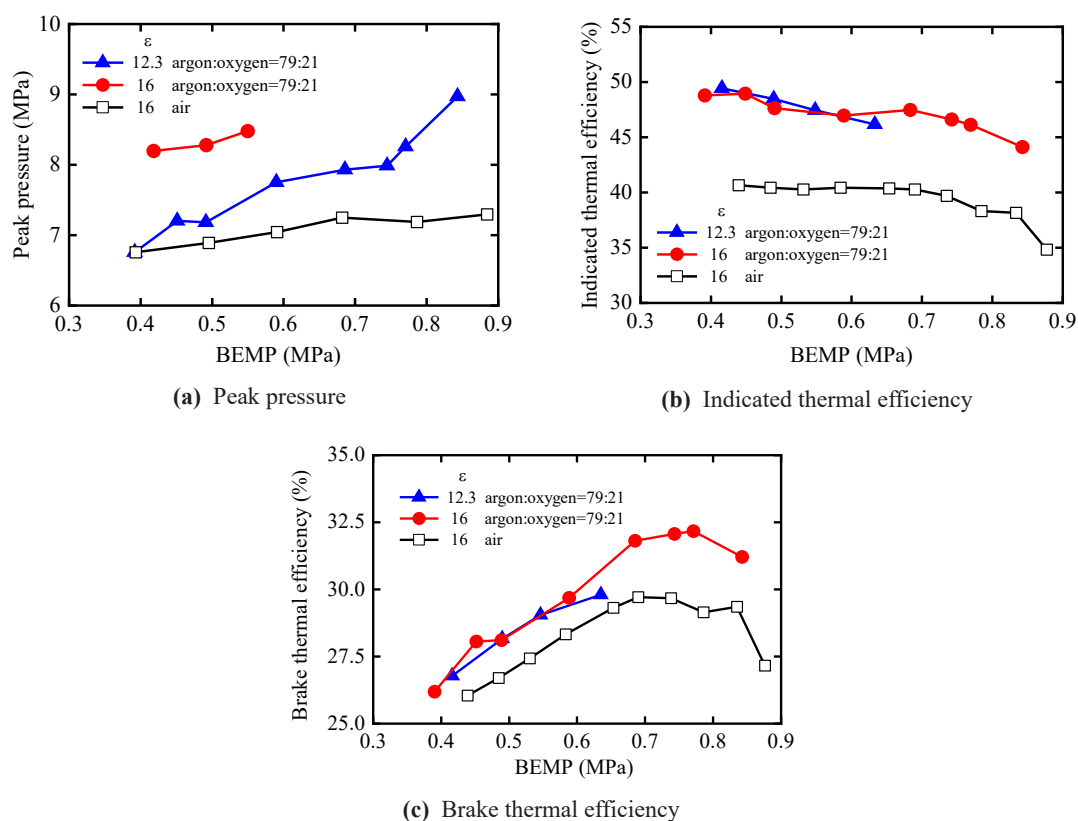 10
9
8
7
6
Peak pressure (MPa)
ε
12.3 argon:oxygen=79:21
16 argon:oxygen=79:21
16 air
0.3 0.4 0.5 0.6 0.7 0.8 0.9
BEMP (MPa)
(a) Peak pressure
55
50
45
40
35
30
Indicated thermal efficiency (%)
ε
12.3 argon:oxygen=79:21
16 argon:oxygen=79:21
16 air
0.3 0.4 0.5 0.6 0.7 0.8 0.9
BEMP (MPa)
(b) Indicated thermal efficiency
35.0
32.5
30.0
27.5
25.0
Brake thermal efficiency (%)
ε
12.3 argon:oxygen=79:21
16 argon:oxygen=79:21
16 air
0.3 0.4 0.5 0.6 0.7 0.8 0.9
BEMP (MPa)
(c) Brake thermal efficiency